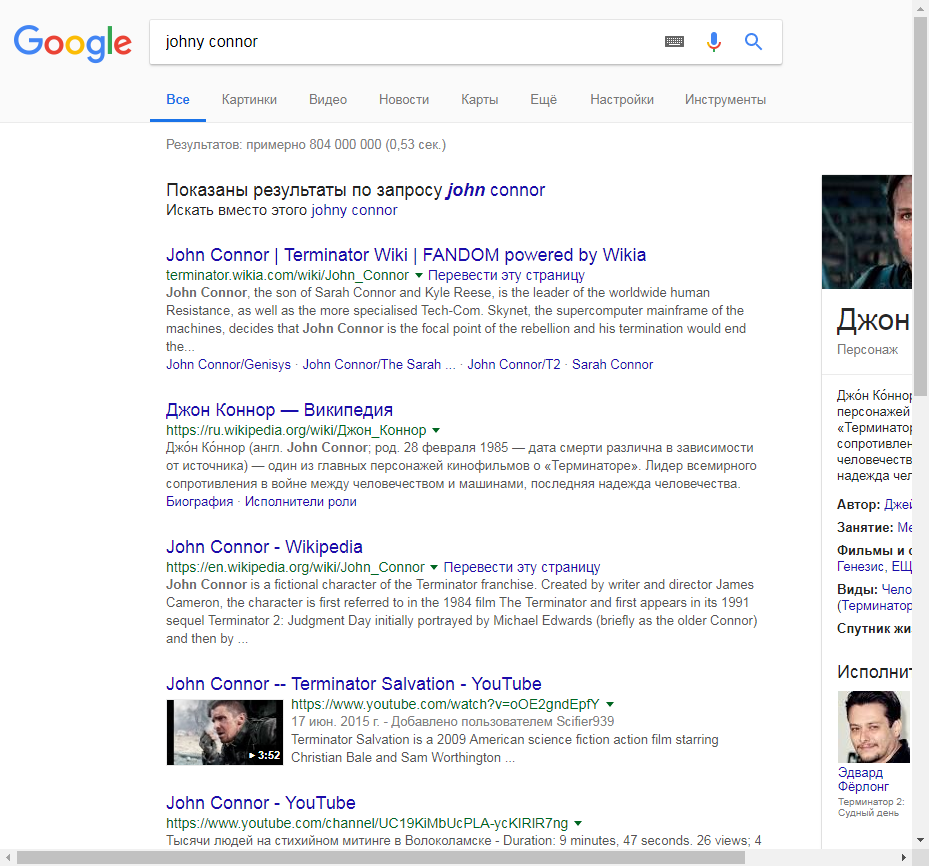 Google
johny connor
Все Картинки Видео Новости Карты Ещё Настройки Инструменты
Результатов: примерно 804 000 000 (0,53 сек.)
Показаны результаты по запросу john connor
Искать вместо этого johny connor
John Connor | Terminator Wiki | FANDOM powered by Wikia
terminator.wikia.com/wiki/John_Connor Перевести эту страницу
John Connor, the son of Sarah Connor and Kyle Reese, is the leader of the worldwide human
Resistance, as well as the more specialised Tech-Com. Skynet, the supercomputer mainframe of the
machines, decides that John Connor is the focal point of the rebellion and his termination would end
the...
John Connor/Genisys · John Connor/The Sarah ... · John Connor/T2 · Sarah Connor
Джон Коннор — Википедия
https://ru.wikipedia.org/wiki/Джон_Коннор
Джо́н Ко́ннор (англ. John Connor; род. 28 февраля 1985 — дата смерти различна в зависимости
от источника) — один из главных персонажей кинофильмов о «Терминаторе». Лидер всемирного
сопротивления в войне между человечеством и машинами, последняя надежда человечества.
Биография · Исполнители роли
John Connor - Wikipedia
https://en.wikipedia.org/wiki/John_Connor Перевести эту страницу
John Connor is a fictional character of the Terminator franchise. Created by writer and director James
Cameron, the character is first referred to in the 1984 film The Terminator and first appears in its 1991
sequel Terminator 2: Judgment Day initially portrayed by Michael Edwards (briefly as the older Connor)
and then by ...
John Connor -- Terminator Salvation - YouTube
https://www.youtube.com/watch?v=oOE2gndEpfY
17 июн. 2015 г. - Добавлено пользователем Scifier939
Terminator Salvation is a 2009 American science fiction action film starring
Christian Bale and Sam Worthington ...
3:52
John Connor - YouTube
https://www.youtube.com/channel/UC19KiMbUcPLA-ycKIRIR7ng
Тысячи людей на стихийном митинге в Волоколамске - Duration: 9 minutes, 47 seconds. 26 views; 4
Джон
Персонаж
Джо́н Ко́ннор
персонажей
«Терминатор
сопротивлен
человечеств
надежда чел
Автор: Джей
Занятие: Ме
Фильмы и с
Генезис, ЕЩ
Виды: Чело
(Терминатор
Спутник жи
Исполнит
Эдвард
Фёрлонг
Терминатор 2:
Судный день